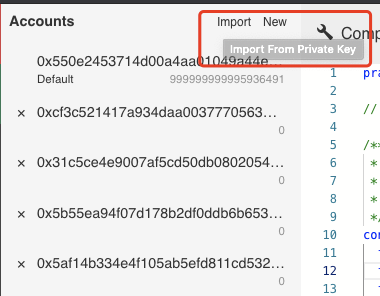 Accounts
Import New
Comp
Import From Private Key
0x550e2453714d00a4aa01049a44e...
Default 999999999995936491
× 0xcf3c521417a934daa0037770563...
0
× 0x31c5ce4e9007af5cd50db0802054...
0
× 0x5b55ea94f07d178b2df0ddb6b653...
0
× 0x5af14b334e4f105ab5efd811cd532...
0
1 pra
2
3 //
4
5 /**
6 *
7 *
8 *
9 */
10 con
11
12
13